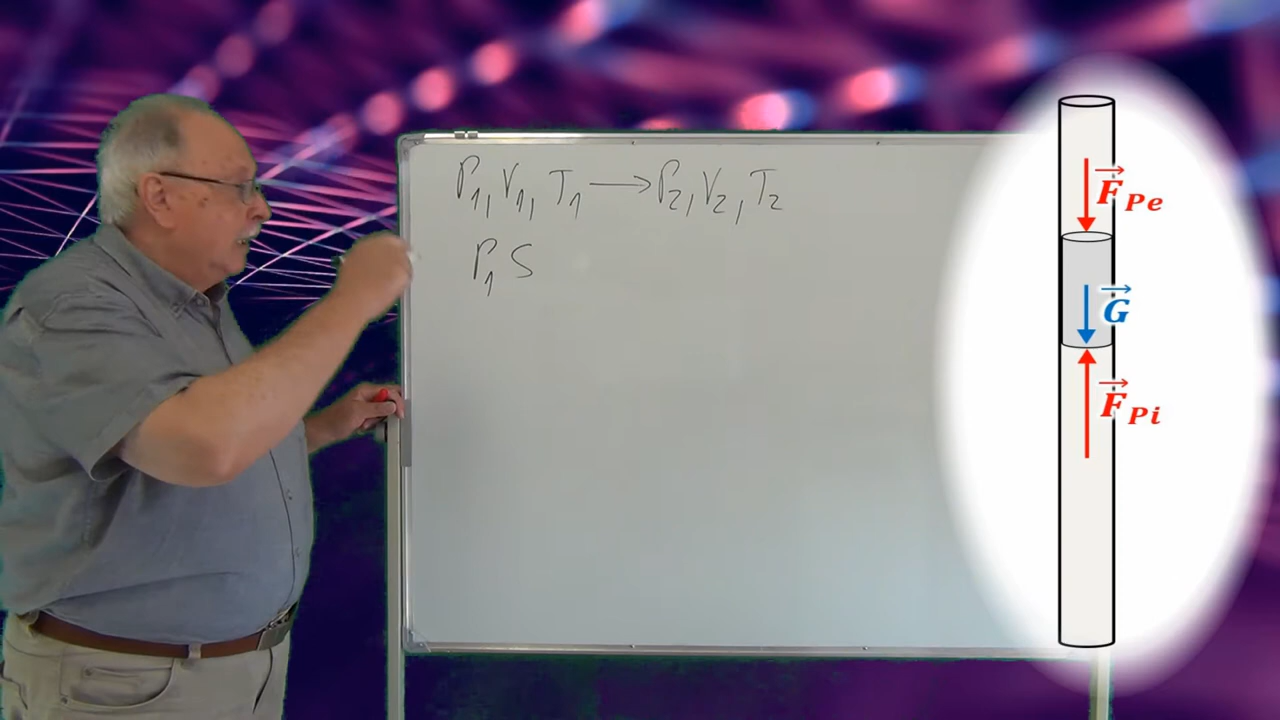 P₁, V₁, T₁ → P₂, V₂, T₂
P₁ S
F⃗ Pe
G⃗
F⃗ Pi